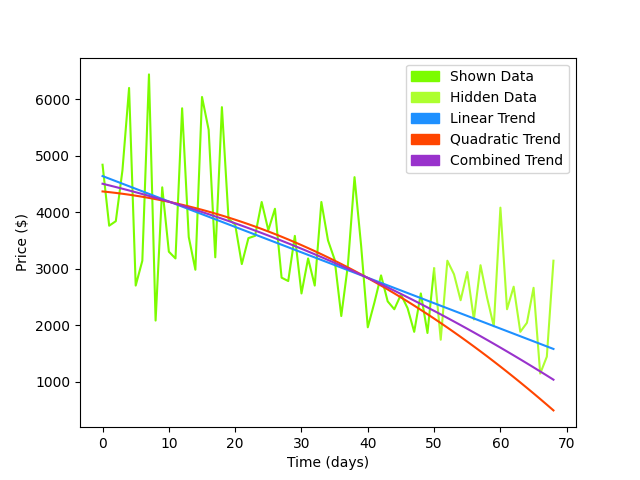 Shown Data
Hidden Data
Linear Trend
Quadratic Trend
Combined Trend
6000
5000
4000
3000
2000
1000
Price ($)
0 10 20 30 40 50 60 70
Time (days)